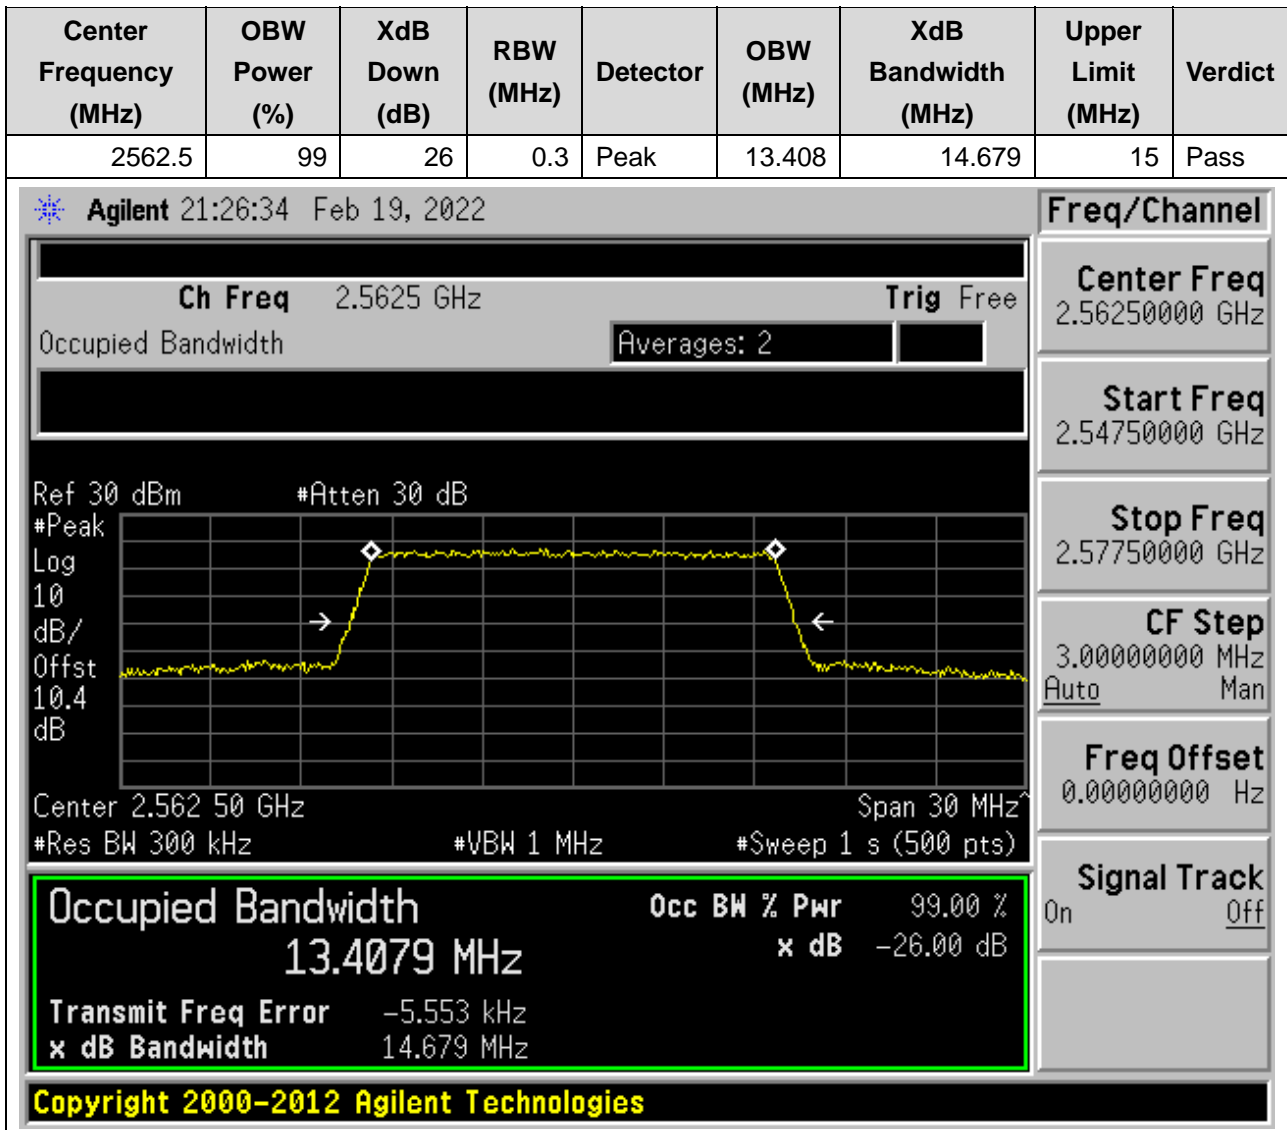 Center Frequency (MHz) OBW Power (%) XdB Down (dB) RBW (MHz) Detector OBW (MHz) XdB Bandwidth (MHz) Upper Limit (MHz) Verdict
2562.5 99 26 0.3 Peak 13.408 14.679 15 Pass
Agilent 21:26:34 Feb 19, 2022
Freq/Channel
Ch Freq 2.5625 GHz Trig Free
Occupied Bandwidth Averages: 2
Center Freq
2.56250000 GHz
Start Freq
2.54750000 GHz
Stop Freq
2.57750000 GHz
CF Step
3.00000000 MHz
Auto Man
Freq Offset
0.00000000 Hz
Signal Track
On Off
Ref 30 dBm #Atten 30 dB
#Peak
Log
10
dB/
Offst
10.4
dB
Center 2.562 50 GHz Span 30 MHz^
#Res BW 300 kHz #VBW 1 MHz #Sweep 1 s (500 pts)
Occupied Bandwidth Occ BW % Pwr 99.00 %
13.4079 MHz x dB -26.00 dB
Transmit Freq Error -5.553 kHz
x dB Bandwidth 14.679 MHz
Copyright 2000-2012 Agilent Technologies